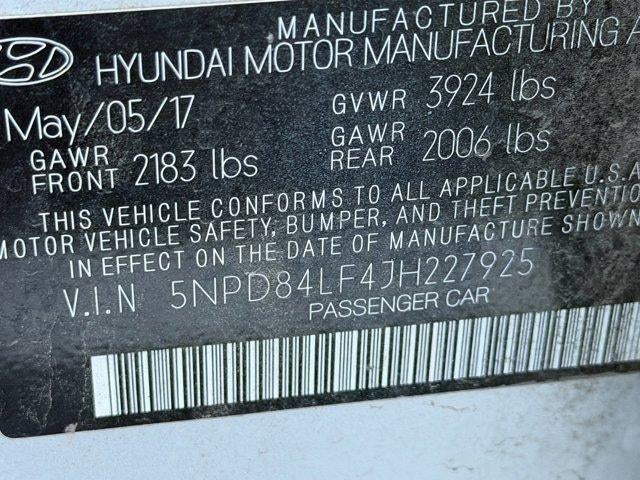 MANUFACTURED BY
HYUNDAI MOTOR MANUFACTURING A
May/05/17 GVWR 3924 lbs
GAWR FRONT 2183 lbs GAWR REAR 2006 lbs
THIS VEHICLE CONFORMS TO ALL APPLICABLE U.S.A
MOTOR VEHICLE SAFETY, BUMPER, AND THEFT PREVENTIO
IN EFFECT ON THE DATE OF MANUFACTURE SHOWN
V.I.N 5NPD84LF4JH227925
PASSENGER CAR